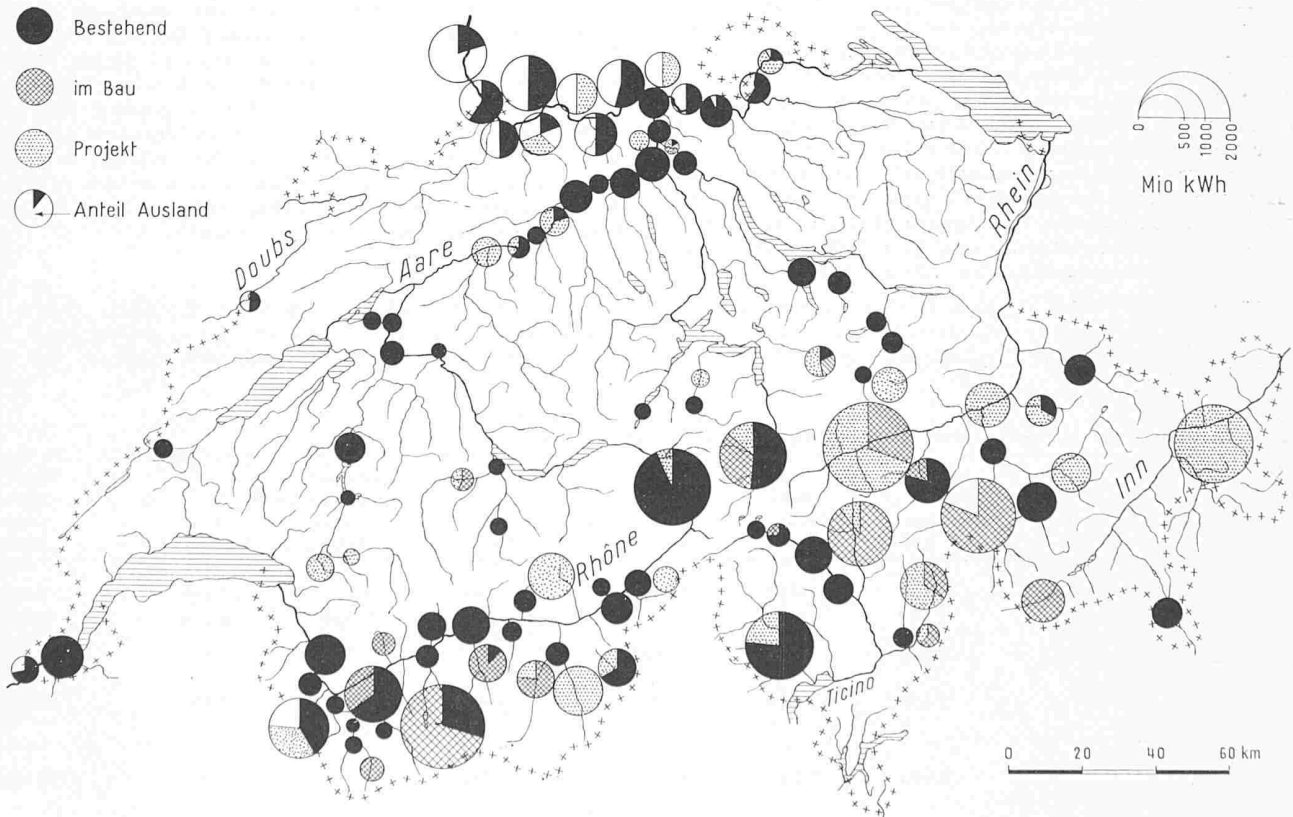 Bestehend
im Bau
Projekt
Anteil Ausland
0 500 1000 2000
Mio kWh
Doubs
Aare
Rhein
Inn
Rhône
Ticino
0 20 40 60 km